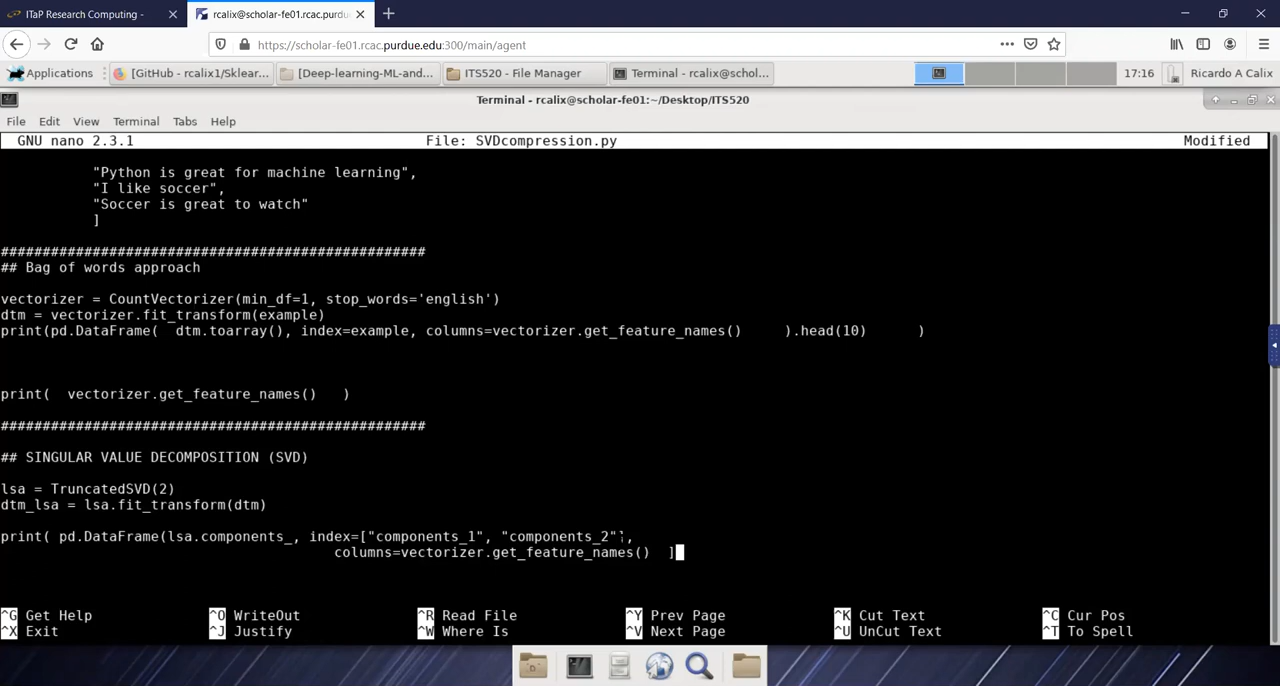 ITaP Research Computing -
rcalix@scholar-fe01.rcac.purdu
https://scholar-fe01.rcac.purdue.edu:300/main/agent
Applications
[GitHub - rcalix1/Sklear...
[Deep-learning-ML-and...
ITS520 - File Manager
Terminal - rcalix@schol...
17:16
Ricardo A Calix
Terminal - rcalix@scholar-fe01:~/Desktop/ITS520
File Edit View Terminal Tabs Help
GNU nano 2.3.1 File: SVDcompression.py Modified
"Python is great for machine learning",
"I like soccer",
"Soccer is great to watch"
]
###################################################
## Bag of words approach
vectorizer = CountVectorizer(min_df=1, stop_words='english')
dtm = vectorizer.fit_transform(example)
print(pd.DataFrame(  dtm.toarray(), index=example, columns=vectorizer.get_feature_names()     ).head(10)      )
print(  vectorizer.get_feature_names()   )
###################################################
## SINGULAR VALUE DECOMPOSITION (SVD)
lsa = TruncatedSVD(2)
dtm_lsa = lsa.fit_transform(dtm)
print( pd.DataFrame(lsa.components_, index=["components_1", "components_2"],
columns=vectorizer.get_feature_names()  ]
^G Get Help ^O WriteOut ^R Read File ^Y Prev Page ^K Cut Text ^C Cur Pos
^X Exit ^J Justify ^W Where Is ^V Next Page ^U UnCut Text ^T To Spell